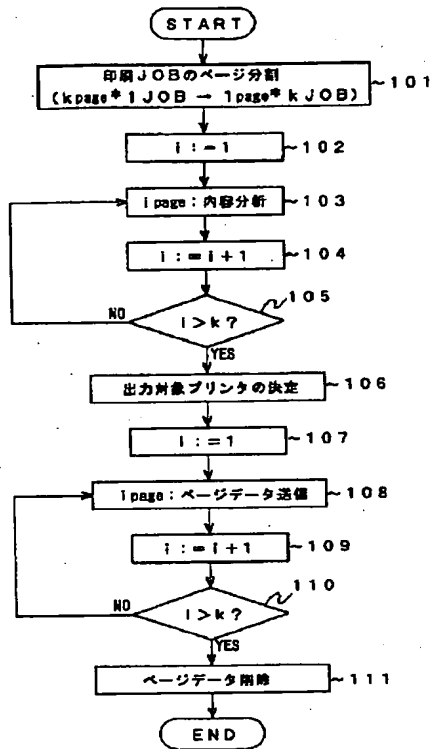 START
印刷JOBのページ分割
(kpage*1JOB → 1page*kJOB)
~101
i:=1
~102
ipage:内容分析
~103
i:=i+1
~104
105
i>k?
NO
YES
出力対象プリンタの決定
~106
i:=1
~107
ipage:ページデータ送信
~108
i:=i+1
~109
110
i>k?
NO
YES
ページデータ削除
~111
END